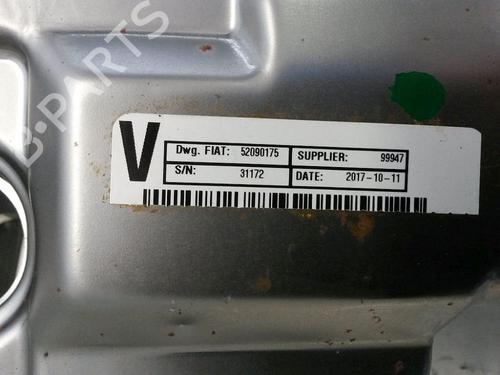 B-PARTS
V
Dwg. FIAT: 52090175
SUPPLIER: 99947
S/N: 31172
DATE: 2017-10-11